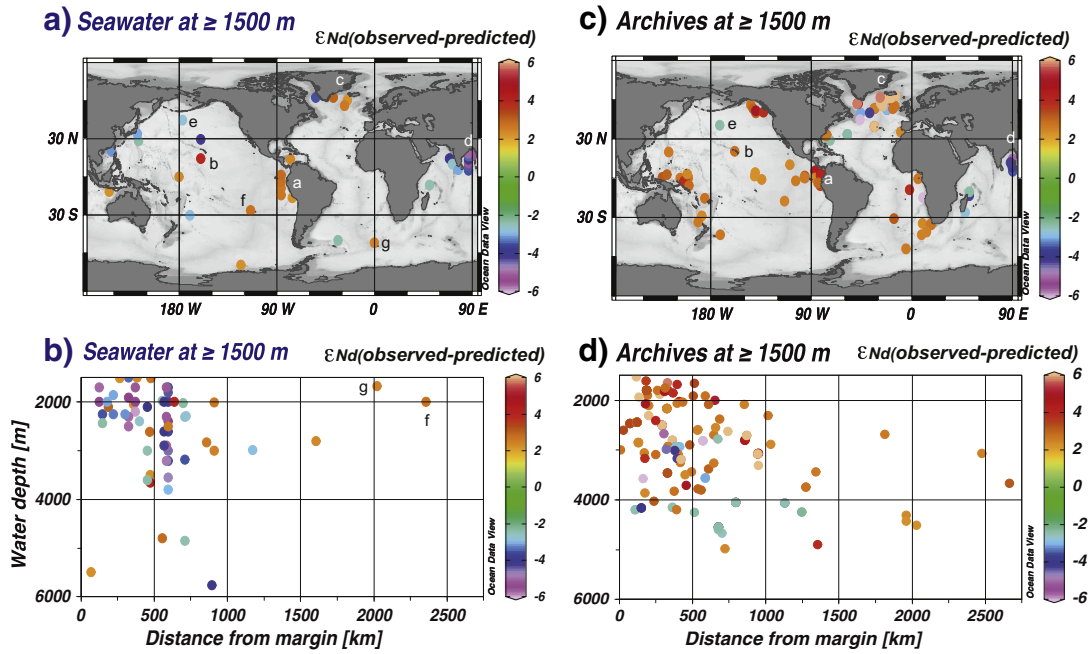 a) Seawater at ≥ 1500 m
εNd(observed-predicted)
c
e
d
30 N
b
a
f
30 S
g
180 W
90 W
0
90 E
6
4
2
0
-2
-4
-6
Ocean Data View
c) Archives at ≥ 1500 m
εNd(observed-predicted)
c
e
d
30 N
b
a
30 S
180 W
90 W
0
90 E
6
4
2
0
-2
-4
-6
Ocean Data View
b) Seawater at ≥ 1500 m
εNd(observed-predicted)
g
f
2000
4000
6000
Water depth [m]
0
500
1000
1500
2000
2500
Distance from margin [km]
6
4
2
0
-2
-4
-6
Ocean Data View
d) Archives at ≥ 1500 m
εNd(observed-predicted)
2000
4000
6000
0
500
1000
1500
2000
2500
Distance from margin [km]
6
4
2
0
-2
-4
-6
Ocean Data View